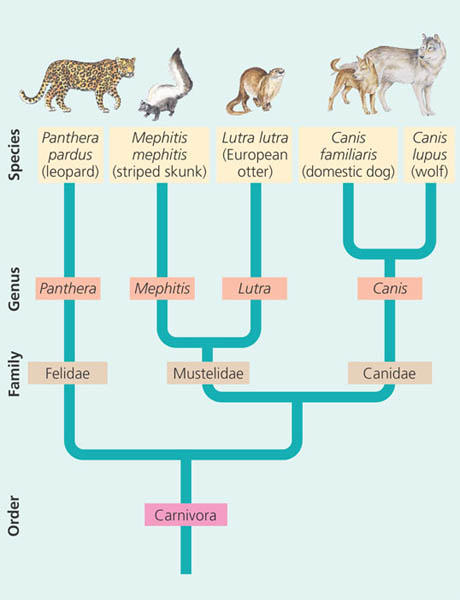 Species
Panthera
pardus
(leopard)
Mephitis
mephitis
(striped skunk)
Lutra lutra
(European
otter)
Canis
familiaris
(domestic dog)
Canis
lupus
(wolf)
Genus
Panthera
Mephitis
Lutra
Canis
Family
Felidae
Mustelidae
Canidae
Order
Carnivora